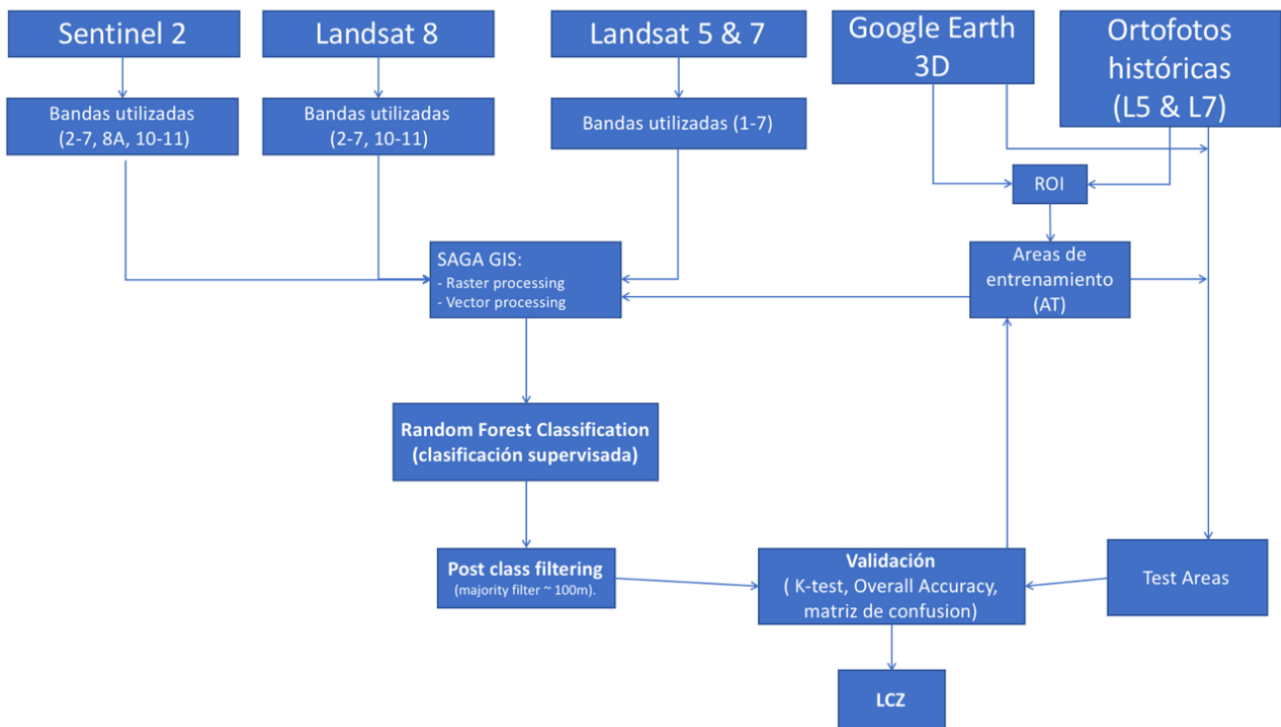 Sentinel 2
Landsat 8
Landsat 5 & 7
Google Earth
3D
Ortofotos
históricas
(L5 & L7)
Bandas utilizadas
(2-7, 8A, 10-11)
Bandas utilizadas
(2-7, 10-11)
Bandas utilizadas (1-7)
ROI
SAGA GIS:
- Raster processing
- Vector processing
Areas de
entrenamiento
(AT)
Random Forest Classification
(clasificación supervisada)
Post class filtering
(majority filter ~ 100m).
Validación
( K-test, Overall Accuracy,
matriz de confusion)
Test Areas
LCZ